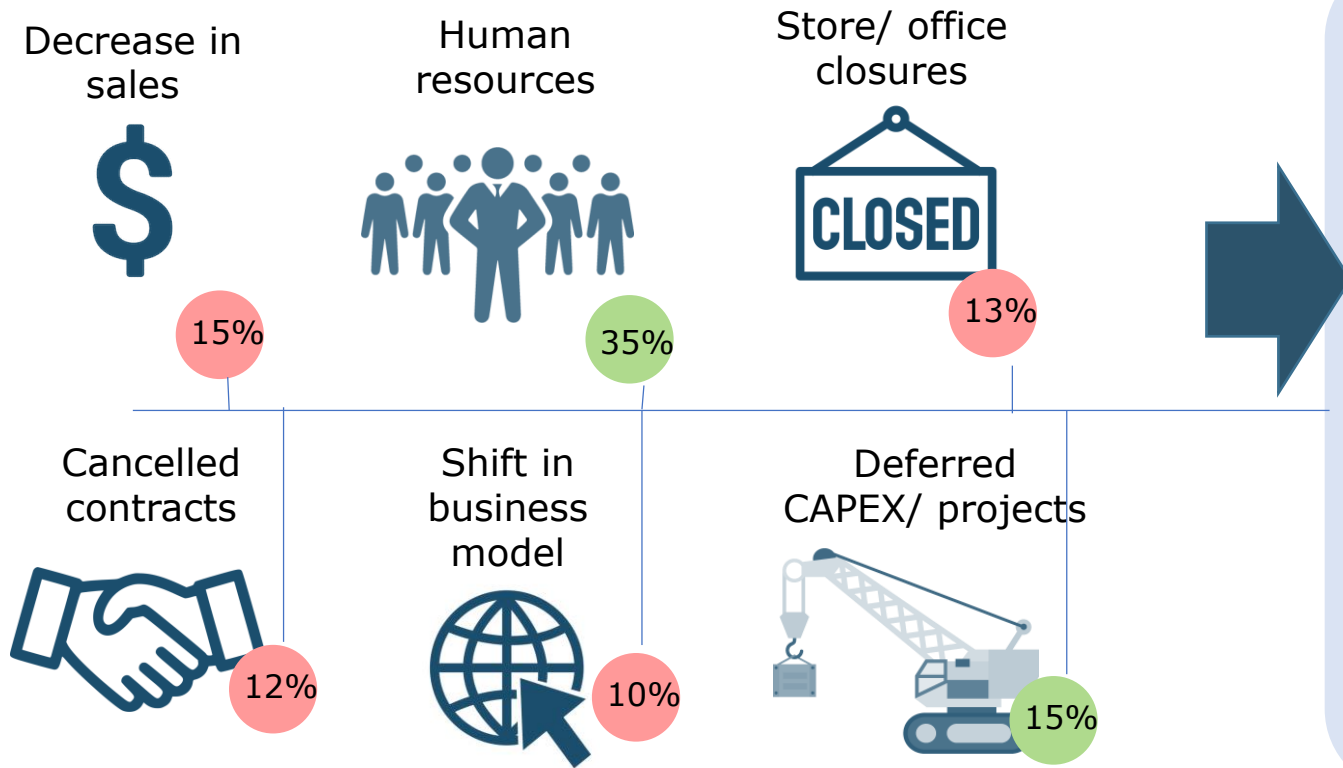 Decrease in
sales
15%
Human
resources
35%
Store/ office
closures
CLOSED
13%
Cancelled
contracts
12%
Shift in
business
model
10%
Deferred
CAPEX/ projects
15%